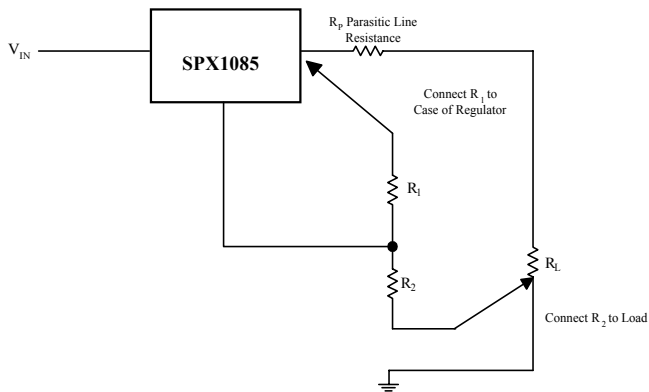 R_P Parasitic Line
Resistance
V_IN
SPX1085
Connect R_1 to
Case of Regulator
R_1
R_L
R_2
Connect R_2 to Load